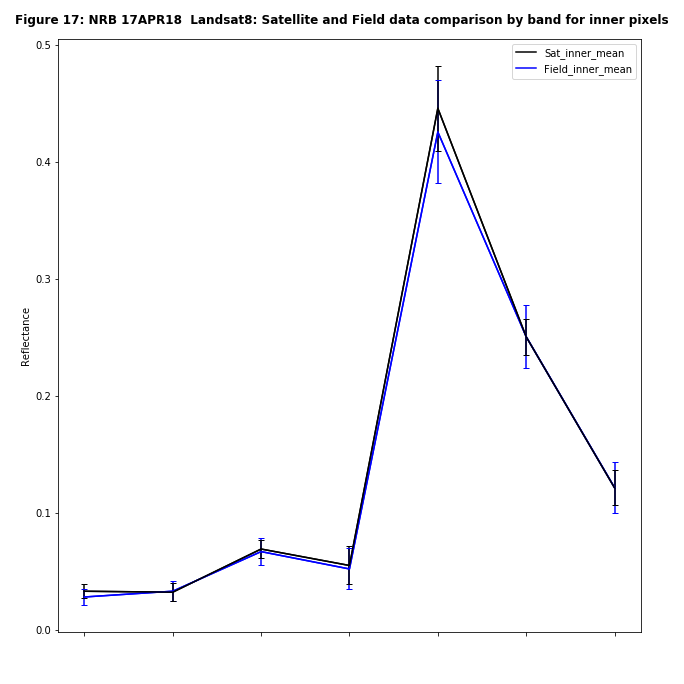 Figure 17: NRB 17APR18  Landsat8: Satellite and Field data comparison by band for inner pixels
Sat_inner_mean
Field_inner_mean
0.5
0.4
0.3
0.2
0.1
0.0
Reflectance